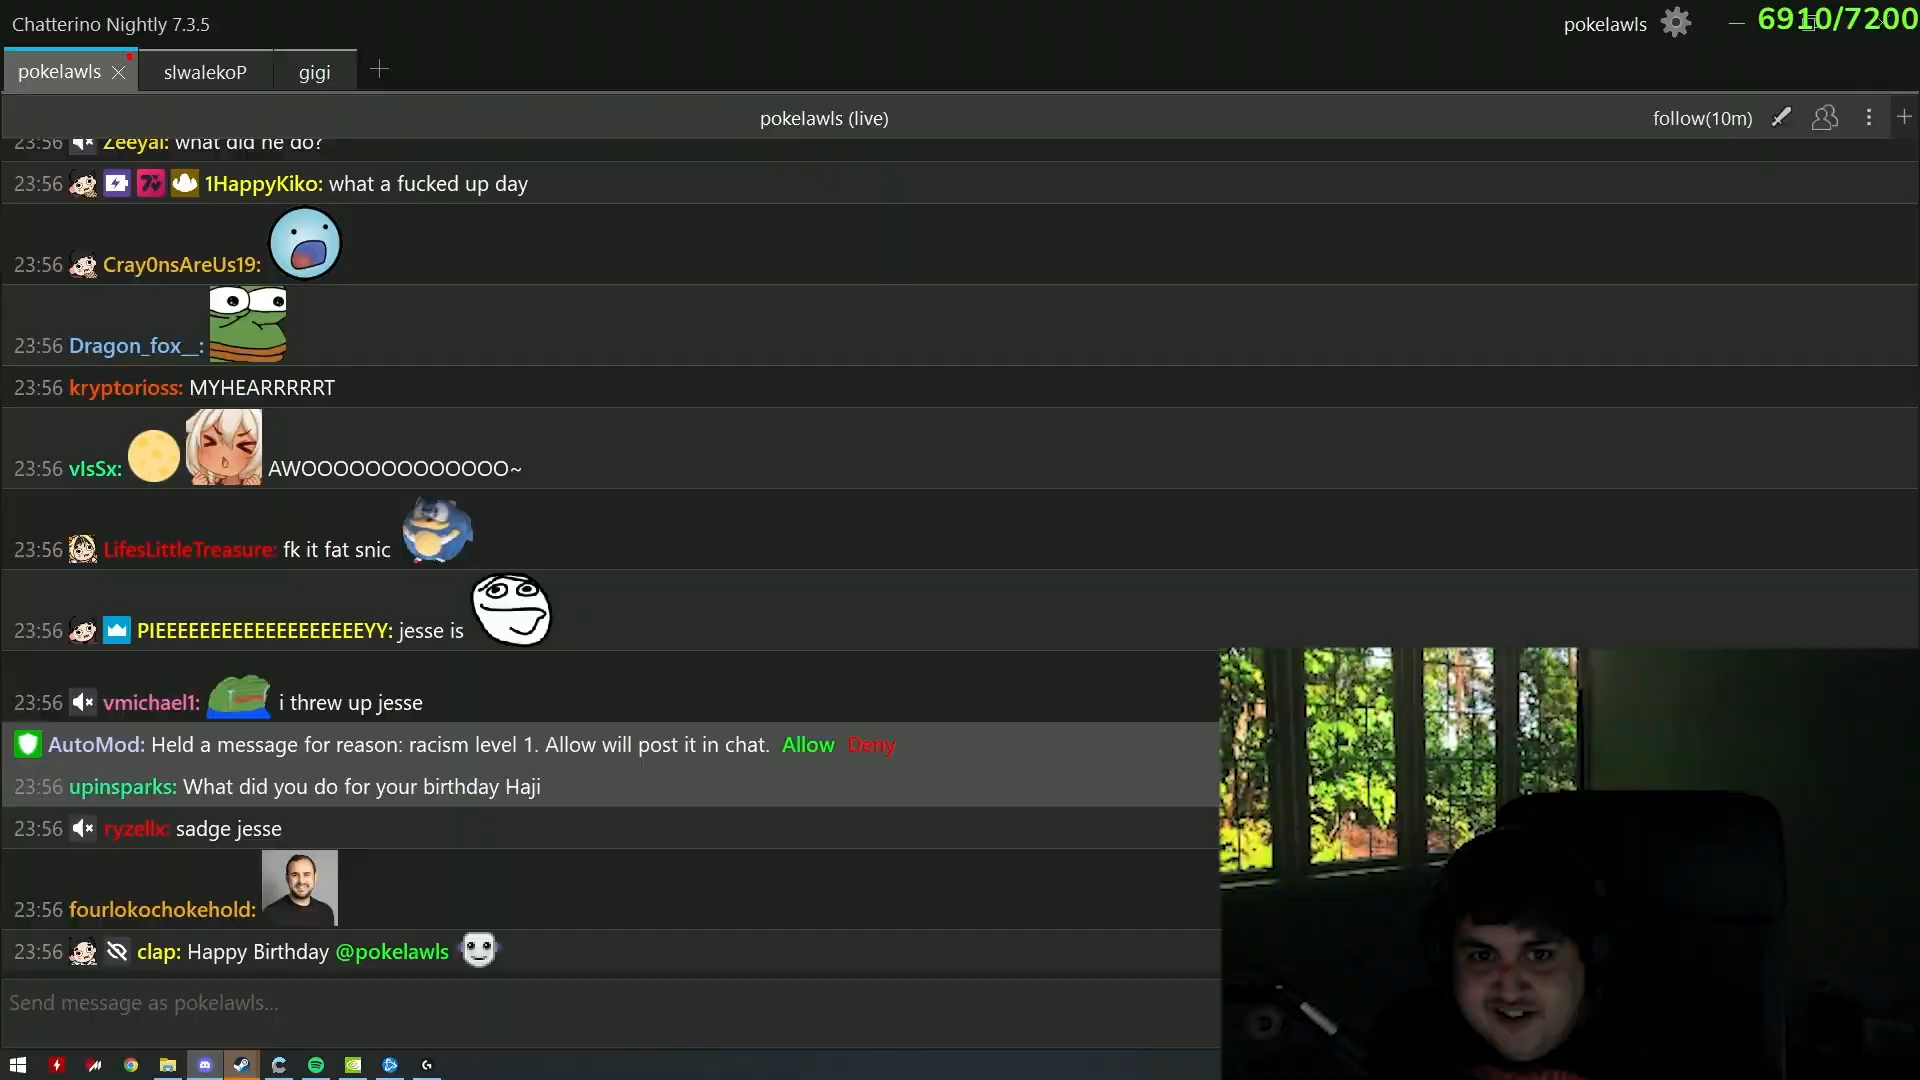 Chatterino Nightly 7.3.5
pokelawls
6910/7200
pokelawls
slwalekoP
gigi
pokelawls (live)
follow(10m)
23:56 Zeeyal: what did he do?
23:56 1HappyKiko: what a fucked up day
23:56 Cray0nsAreUs19:
23:56 Dragon_fox__:
23:56 kryptorioss: MYHEARRRRRT
23:56 vlsSx: AWOOOOOOOOOOOOO~
23:56 LifesLittleTreasure: fk it fat snic
23:56 PIEEEEEEEEEEEEEEEEEEYY: jesse is
23:56 vmichael1: i threw up jesse
AutoMod: Held a message for reason: racism level 1. Allow will post it in chat. Allow Deny
23:56 upinsparks: What did you do for your birthday Haji
23:56 ryzellx: sadge jesse
23:56 fourlokochokehold:
23:56 clap: Happy Birthday @pokelawls
Send message as pokelawls...